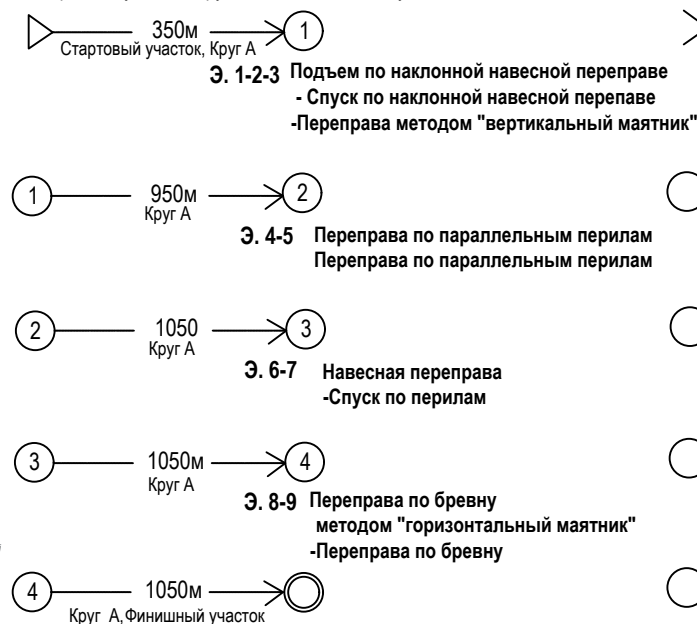 350м
1
Стартовый участок, Круг А
Э. 1-2-3 Подъем по наклонной навесной переправе
- Спуск по наклонной навесной перепаве
-Переправа методом "вертикальный маятник"
1 950м 2
Круг А
Э. 4-5 Переправа по параллельным перилам
Переправа по параллельным перилам
2 1050 3
Круг А
Э. 6-7 Навесная переправа
-Спуск по перилам
3 1050м 4
Круг А
Э. 8-9 Переправа по бревну
методом "горизонтальный маятник"
-Переправа по бревну
4 1050м
Круг А,Финишный участок